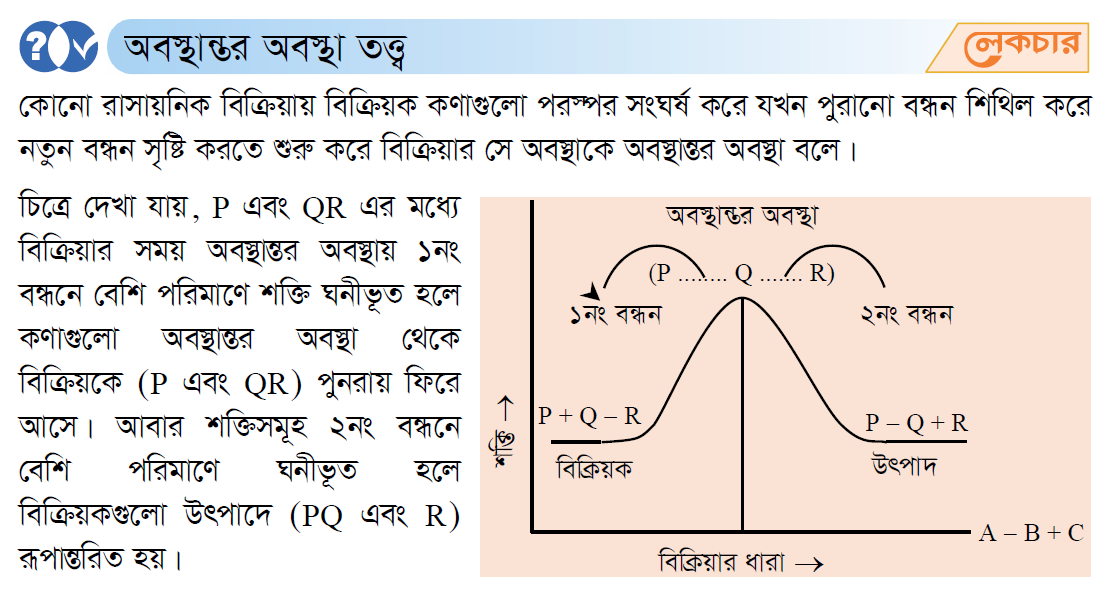 অবস্থান্তর অবস্থা তত্ত্ব
লেকচার
কোনো রাসায়নিক বিক্রিয়ায় বিক্রিয়ক কণাগুলো পরস্পর সংঘর্ষ করে যখন পুরানো বন্ধন শিথিল করে
নতুন বন্ধন সৃষ্টি করতে শুরু করে বিক্রিয়ার সে অবস্থাকে অবস্থান্তর অবস্থা বলে।
চিত্রে দেখা যায়, P এবং QR এর মধ্যে
বিক্রিয়ার সময় অবস্থান্তর অবস্থায় ১নং
বন্ধনে বেশি পরিমাণে শক্তি ঘনীভূত হলে
কণাগুলো অবস্থান্তর অবস্থা থেকে
বিক্রিয়কে (P এবং QR) পুনরায় ফিরে
আসে। আবার শক্তিসমূহ ২নং বন্ধনে
বেশি পরিমাণে ঘনীভূত হলে
বিক্রিয়কগুলো উৎপাদে (PQ এবং R)
রূপান্তরিত হয়।
অবস্থান্তর অবস্থা
(P ........ Q ....... R)
১নং বন্ধন
২নং বন্ধন
P + Q – R
P – Q + R
বিক্রিয়ক
উৎপাদ
শক্তি →
A – B + C
বিক্রিয়ার ধারা →